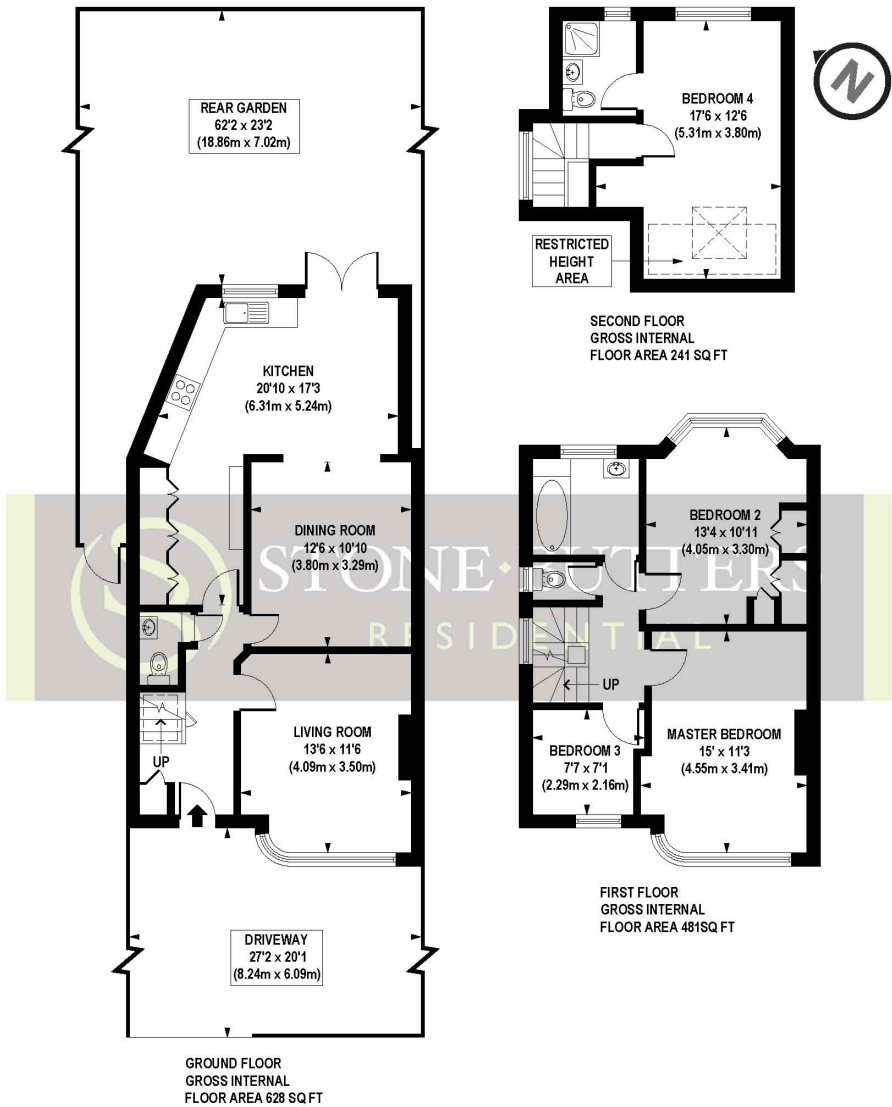 REAR GARDEN
62'2 x 23'2
(18.86m x 7.02m)
KITCHEN
20'10 x 17'3
(6.31m x 5.24m)
DINING ROOM
12'6 x 10'10
(3.80m x 3.29m)
LIVING ROOM
13'6 x 11'6
(4.09m x 3.50m)
UP
DRIVEWAY
27'2 x 20'1
(8.24m x 6.09m)
GROUND FLOOR
GROSS INTERNAL
FLOOR AREA 628 SQ FT
N
BEDROOM 4
17'6 x 12'6
(5.31m x 3.80m)
RESTRICTED
HEIGHT
AREA
SECOND FLOOR
GROSS INTERNAL
FLOOR AREA 241 SQ FT
BEDROOM 2
13'4 x 10'11
(4.05m x 3.30m)
UP
BEDROOM 3
7'7 x 7'1
(2.29m x 2.16m)
MASTER BEDROOM
15' x 11'3
(4.55m x 3.41m)
FIRST FLOOR
GROSS INTERNAL
FLOOR AREA 481SQ FT
S
STONE·BUTTERS
RESIDENTIAL